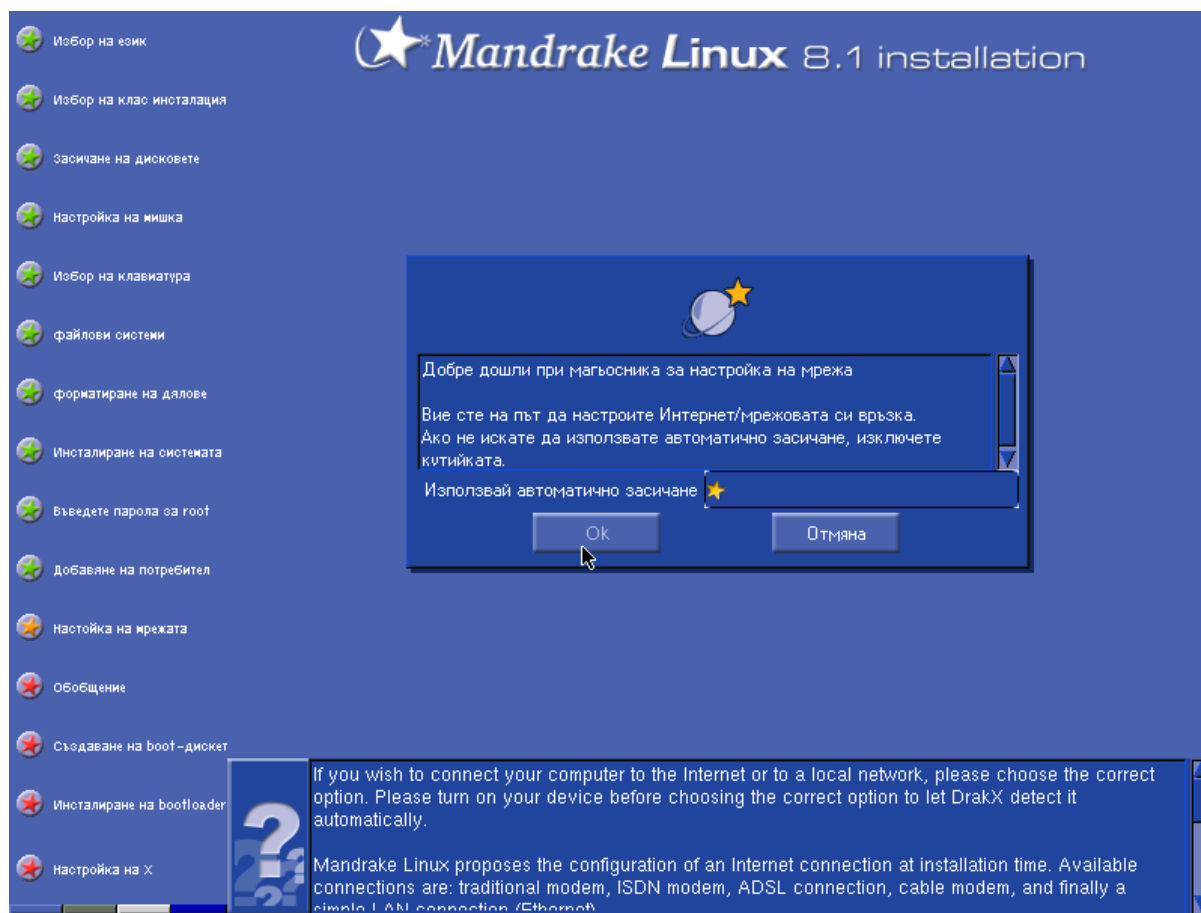 Mandrake Linux 8.1 installation
Избор на език
Избор на клас инсталация
Засичане на дисковете
Настройка на мишка
Избор на клавиатура
файлови системи
форматиране на дялове
Инсталиране на системата
Въведете парола за root
Добавяне на потребител
Настойка на мрежата
Обобщение
Създаване на boot-дискет
Инсталиране на bootloader
Настройка на X
Добре дошли при магьосника за настройка на мрежа
Вие сте на път да настроите Интернет/мрежовата си връзка.
Ако не искате да използвате автоматично засичане, изключете
кутийката.
Използвай автоматично засичане
Ok
Отмяна
If you wish to connect your computer to the Internet or to a local network, please choose the correct
option. Please turn on your device before choosing the correct option to let DrakX detect it
automatically.
Mandrake Linux proposes the configuration of an Internet connection at installation time. Available
connections are: traditional modem, ISDN modem, ADSL connection, cable modem, and finally a
simple LAN connection (Ethernet).